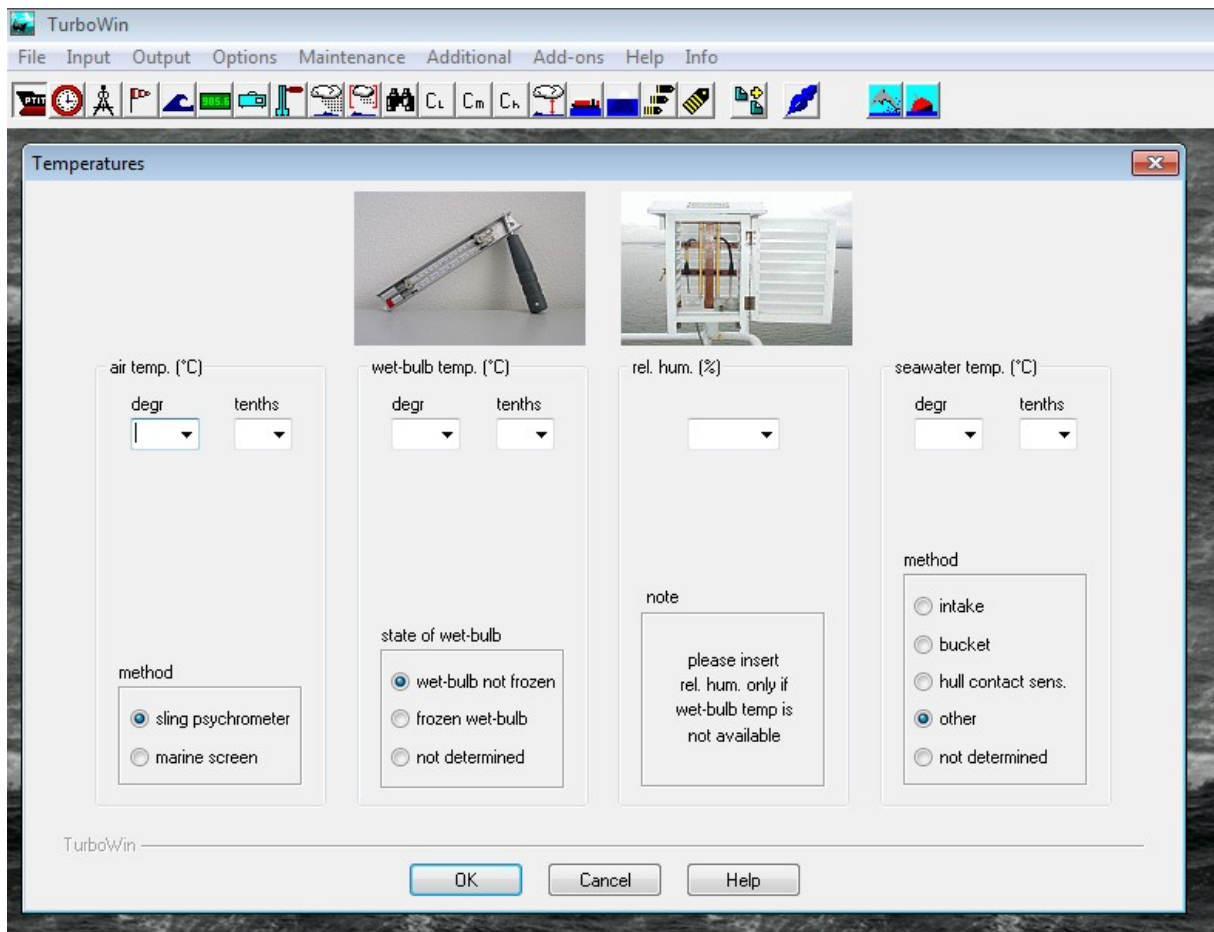 TurboWin
File Input Output Options Maintenance Additional Add-ons Help Info
CL Cm Ch
Temperatures
air temp. (°C)
degr tenths
method
sling psychrometer
marine screen
wet-bulb temp. (°C)
degr tenths
state of wet-bulb
wet-bulb not frozen
frozen wet-bulb
not determined
rel. hum. (%)
note
please insert
rel. hum. only if
wet-bulb temp is
not available
seawater temp. (°C)
degr tenths
method
intake
bucket
hull contact sens.
other
not determined
TurboWin
OK Cancel Help